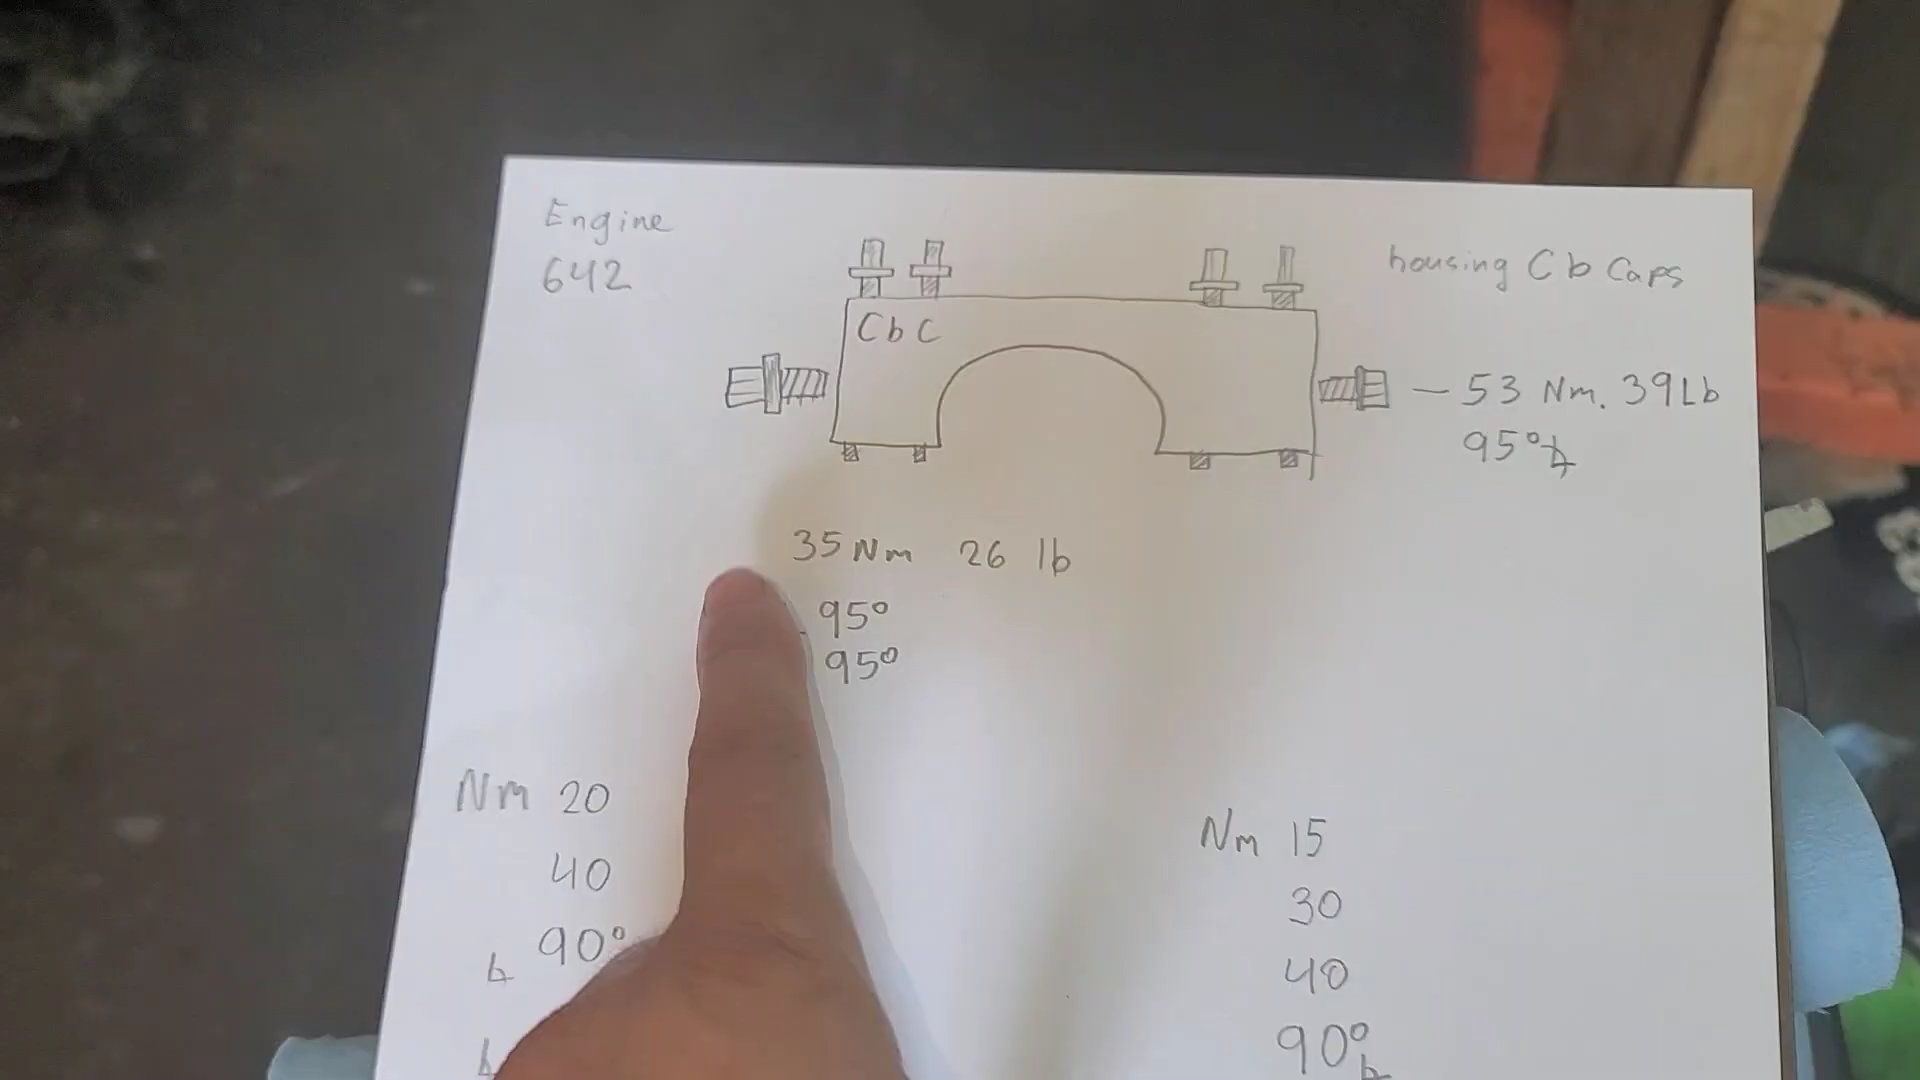 Engine
642
housing Cb Caps
CbC
— 53 Nm. 39Lb
95°
35 Nm 26 lb
95°
95°
Nm 20
40
90°
Nm 15
30
40
90°